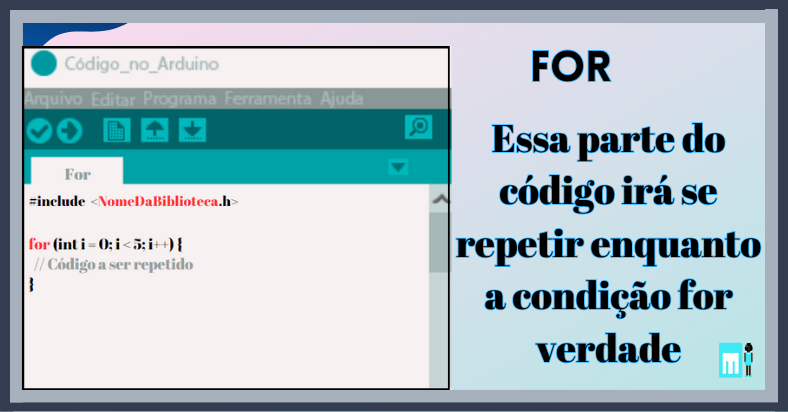 Código_no_Arduino
Arquivo Editar Programa Ferramenta Ajuda
For
#include <NomeDaBiblioteca.h>
for (int i = 0; i < 5; i++) {
// Código a ser repetido
}
FOR
Essa parte do
código irá se
repetir enquanto
a condição for
verdade
m